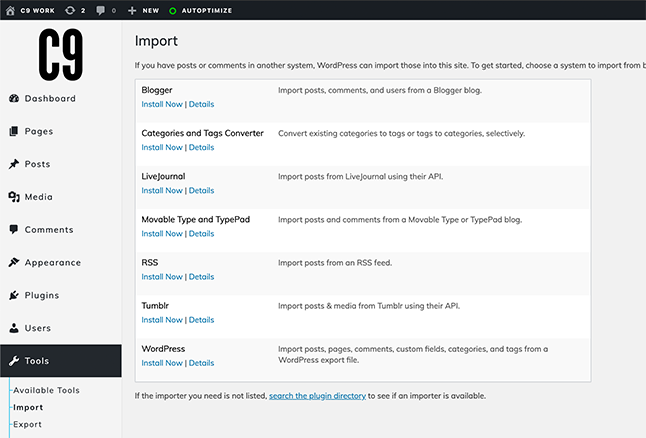 C9 WORK 2 0 NEW AUTOPTIMIZE
C9
Dashboard
Pages
Posts
Media
Comments
Appearance
Plugins
Users
Tools
Available Tools
Import
Export
Import
If you have posts or comments in another system, WordPress can import those into this site. To get started, choose a system to import from b
Blogger
Install Now | Details
Import posts, comments, and users from a Blogger blog.
Categories and Tags Converter
Install Now | Details
Convert existing categories to tags or tags to categories, selectively.
LiveJournal
Install Now | Details
Import posts from LiveJournal using their API.
Movable Type and TypePad
Install Now | Details
Import posts and comments from a Movable Type or TypePad blog.
RSS
Install Now | Details
Import posts from an RSS feed.
Tumblr
Install Now | Details
Import posts & media from Tumblr using their API.
WordPress
Install Now | Details
Import posts, pages, comments, custom fields, categories, and tags from a
WordPress export file.
If the importer you need is not listed, search the plugin directory to see if an importer is available.